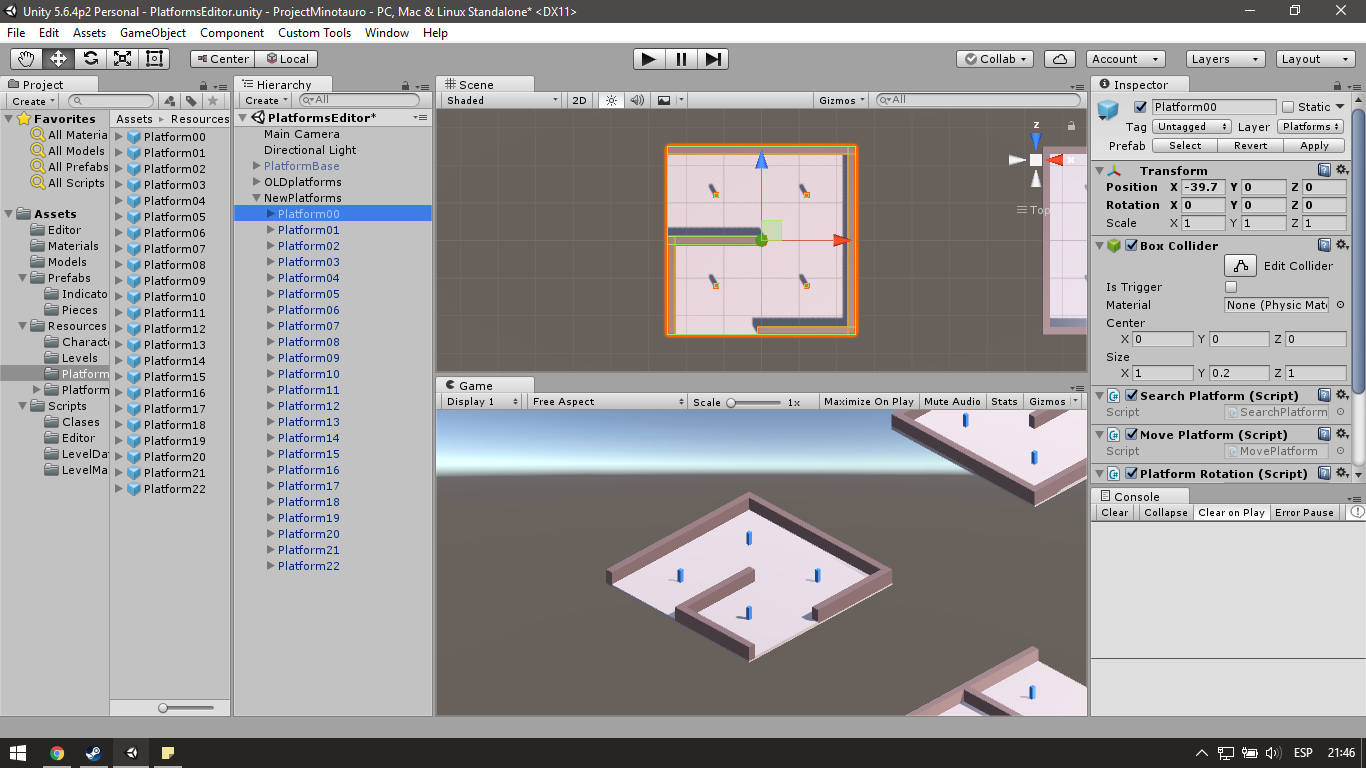 Unity 5.6.4p2 Personal - PlatformsEditor.unity - ProjectMinotauro - PC, Mac & Linux Standalone* <DX11>
File Edit Assets GameObject Component Custom Tools Window Help
Center Local Collab Account Layers Layout
Project
Create
Favorites
All Materia
All Models
All Prefabs
All Scripts
Assets
Editor
Materials
Models
Prefabs
Indicato
Pieces
Resources
Charact
Levels
Platform
Platform
Scripts
Clases
Editor
LevelDa
LevelMa
Assets Resources
Platform00
Platform01
Platform02
Platform03
Platform04
Platform05
Platform06
Platform07
Platform08
Platform09
Platform10
Platform11
Platform12
Platform13
Platform14
Platform15
Platform16
Platform17
Platform18
Platform19
Platform20
Platform21
Platform22
Hierarchy
Create All
PlatformsEditor*
Main Camera
Directional Light
PlatformBase
OLDplatforms
NewPlatforms
Platform00
Platform01
Platform02
Platform03
Platform04
Platform05
Platform06
Platform07
Platform08
Platform09
Platform10
Platform11
Platform12
Platform13
Platform14
Platform15
Platform16
Platform17
Platform18
Platform19
Platform20
Platform21
Platform22
Scene
Shaded 2D Gizmos All
z
x
Top
Game
Display 1 Free Aspect Scale 1x Maximize On Play Mute Audio Stats Gizmos
Inspector
Platform00 Static
Tag Untagged Layer Platforms
Prefab Select Revert Apply
Transform
Position X -39.7 Y 0 Z 0
Rotation X 0 Y 0 Z 0
Scale X 1 Y 1 Z 1
Box Collider
Edit Collider
Is Trigger
Material None (Physic Mate
Center
X 0 Y 0 Z 0
Size
X 1 Y 0.2 Z 1
Search Platform (Script)
Script SearchPlatform
Move Platform (Script)
Script MovePlatform
Platform Rotation (Script)
Console
Clear Collapse Clear on Play Error Pause
ESP 21:46